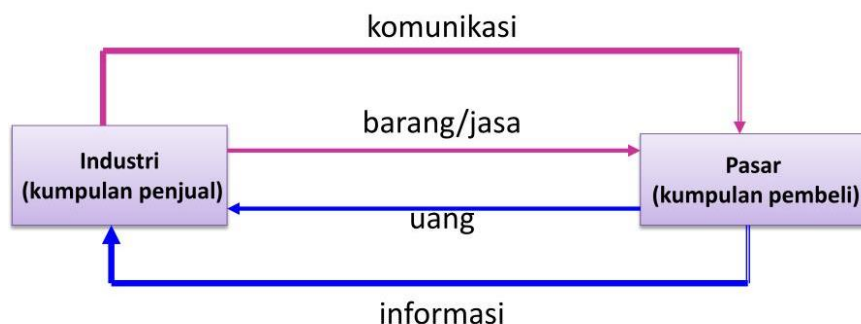 komunikasi
barang/jasa
Industri
(kumpulan penjual)
Pasar
(kumpulan pembeli)
uang
informasi